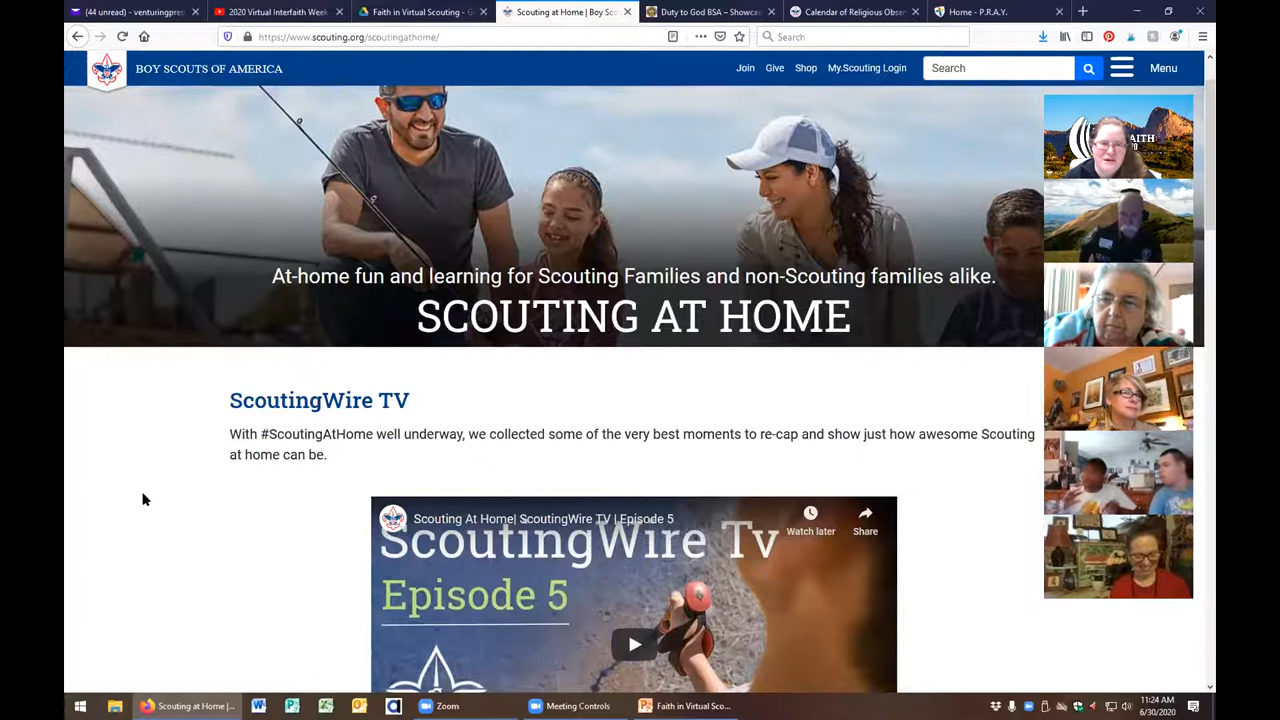 (44 unread) - venturingpres
2020 Virtual Interfaith Week
Faith in Virtual Scouting - G
Scouting at Home | Boy Sco
Duty to God BSA – Showcas
Calendar of Religious Obser
Home - P.R.A.Y.
https://www.scouting.org/scoutingathome/
Search
BOY SCOUTS OF AMERICA
Join
Give
Shop
My.Scouting Login
Search
Menu
AITH
At-home fun and learning for Scouting Families and non-Scouting families alike.
SCOUTING AT HOME
ScoutingWire TV
With #ScoutingAtHome well underway, we collected some of the very best moments to re-cap and show just how awesome Scouting
at home can be.
Scouting At Home| ScoutingWire TV | Episode 5
Watch later
Share
ScoutingWire Tv
Episode 5
Scouting at Home |...
Zoom
Meeting Controls
Faith in Virtual Sco...
11:24 AM
6/30/2020